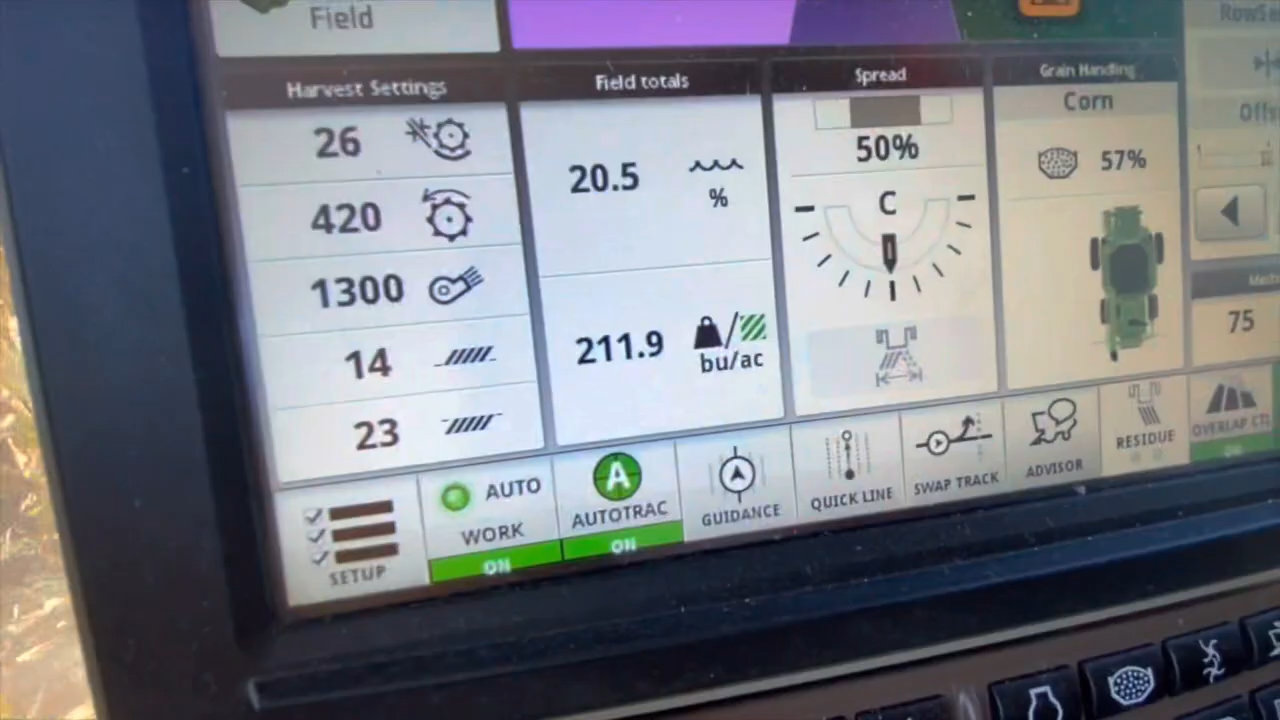 Field
Harvest Settings
26
420
1300
14
23
Field totals
20.5
%
211.9
bu/ac
Spread
50%
C
Grain Handling
Corn
57%
75
SETUP
AUTO
WORK
ON
A
AUTOTRAC
ON
GUIDANCE
QUICK LINE
SWAP TRACK
ADVISOR
RESIDUE
OVERLAP CTL